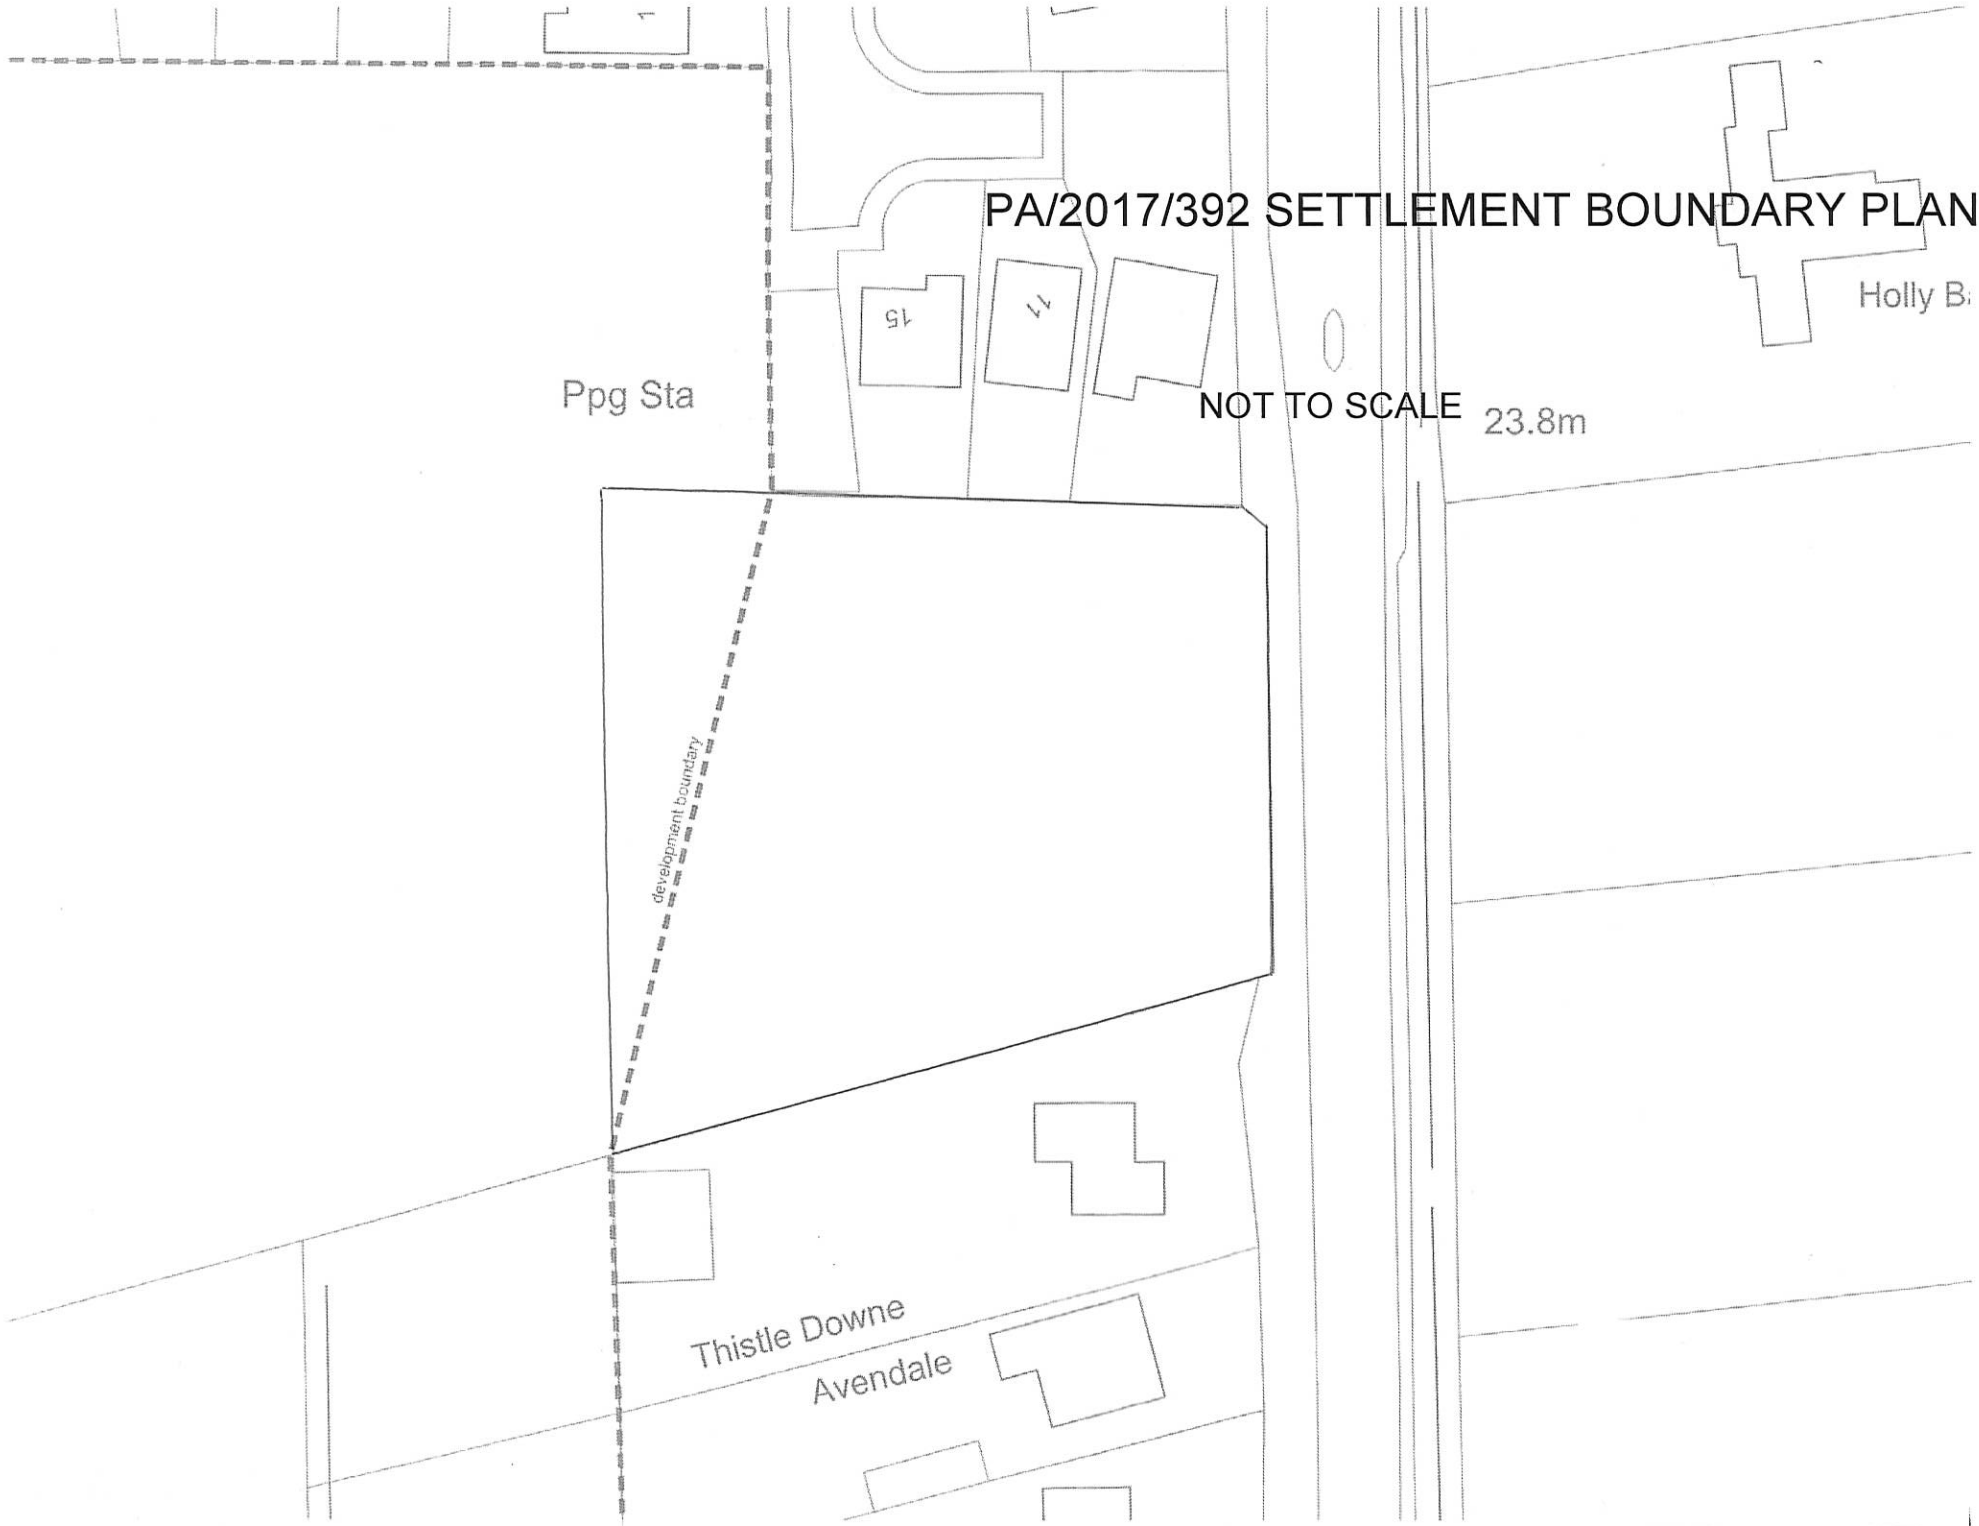 PA/2017/392 SETTLEMENT BOUNDARY PLAN
Holly
15
11
Ppg Sta
NOT TO SCALE
23.8m
development boundary
Thistle Downe
Avendale